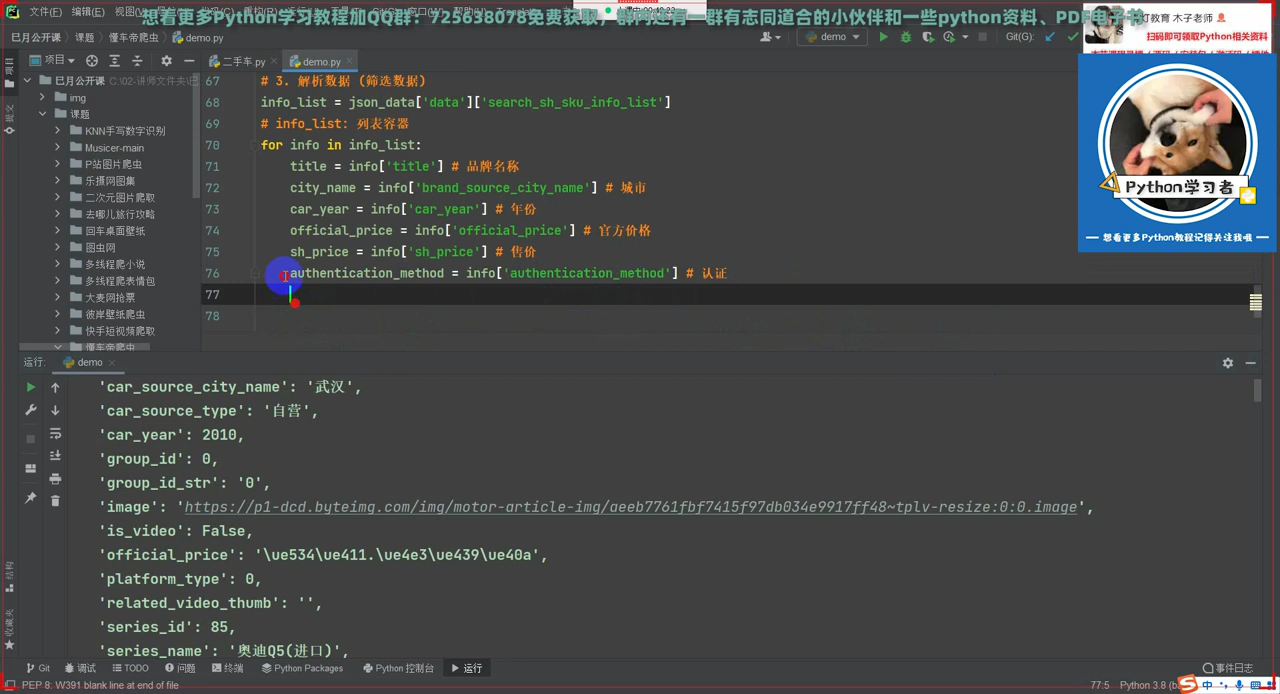 想看更多Python学习教程加QQ群：725638078免费获取，群内还有一群有志同道合的小伙伴和一些python资料、PDF电子书
文件(F) 编辑(E) 视图(V)
灯教育 木子老师
扫码即可领取Python相关资料
巳月公开课 课题 懂车帝爬虫 demo.py
demo
Git(G):
项目
二手车.py
demo.py
巳月公开课
img
课题
KNN手写数字识别
Musicer-main
P站图片爬虫
乐摄网图集
二次元图片爬取
去哪儿旅行攻略
回车桌面壁纸
图虫网
多线程爬小说
多线程爬表情包
大麦网抢票
彼岸壁纸爬虫
快手短视频爬取
懂车帝爬虫
67 # 3. 解析数据 (筛选数据)
68 info_list = json_data['data']['search_sh_sku_info_list']
69 # info_list: 列表容器
70 for info in info_list:
71 title = info['title'] # 品牌名称
72 city_name = info['brand_source_city_name'] # 城市
73 car_year = info['car_year'] # 年份
74 official_price = info['official_price'] # 官方价格
75 sh_price = info['sh_price'] # 售价
76 authentication_method = info['authentication_method'] # 认证
77
78
Python学习者
想看更多Python教程记得关注我哦
运行: demo
'car_source_city_name': '武汉',
'car_source_type': '自营',
'car_year': 2010,
'group_id': 0,
'group_id_str': '0',
'image': 'https://p1-dcd.byteimg.com/img/motor-article-img/aeeb7761fbf7415f97db034e9917ff48~tplv-resize:0:0.image',
'is_video': False,
'official_price': '\ue534\ue411.\ue4e3\ue439\ue40a',
'platform_type': 0,
'related_video_thumb': '',
'series_id': 85,
'series_name': '奥迪Q5(进口)',
结构
收藏夹
Git 调试 TODO 问题 终端 Python Packages Python 控制台 运行 事件日志
PEP 8: W391 blank line at end of file
77:5 Python 3.8
中